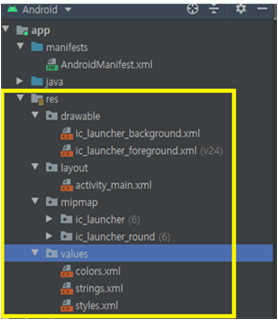 Android
app
manifests
AndroidManifest.xml
java
res
drawable
ic_launcher_background.xml
ic_launcher_foreground.xml (v24)
layout
activity_main.xml
mipmap
ic_launcher (6)
ic_launcher_round (6)
values
colors.xml
strings.xml
styles.xml